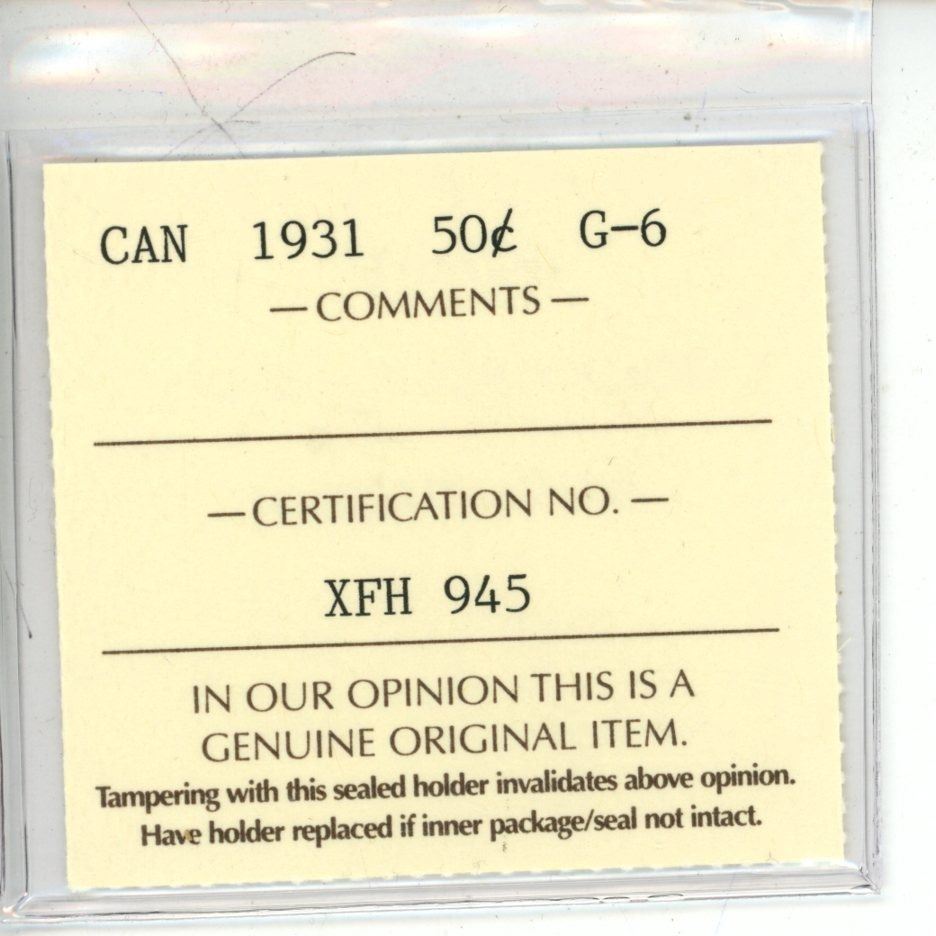 CAN 1931 50¢ G-6
— COMMENTS —
— CERTIFICATION NO. —
XFH 945
IN OUR OPINION THIS IS A
GENUINE ORIGINAL ITEM.
Tampering with this sealed holder invalidates above opinion.
Have holder replaced if inner package/seal not intact.